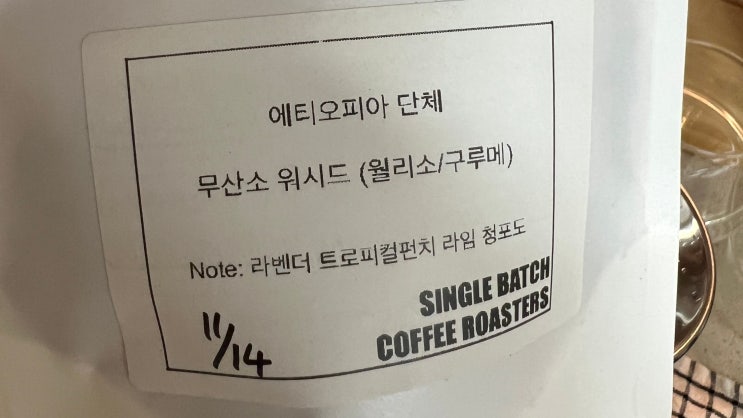 에티오피아 단체
무산소 워시드 (월리소/구루메)
Note: 라벤더 트로피컬펀치 라임 청포도
SINGLE BATCH
COFFEE ROASTERS
11/14